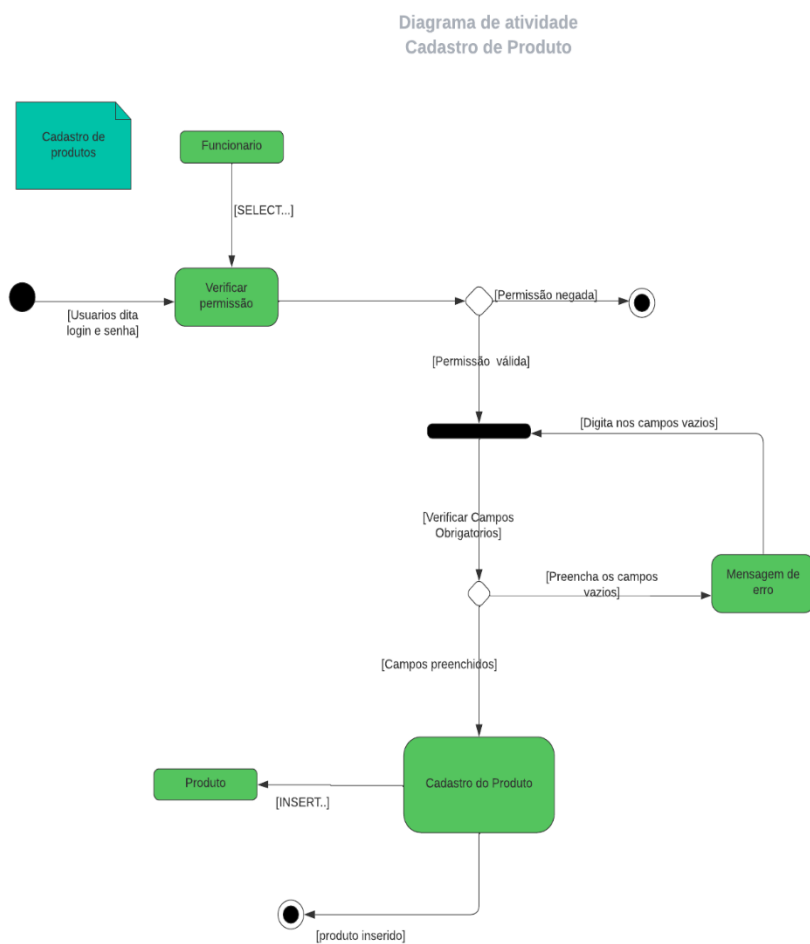 Diagrama de atividade
Cadastro de Produto
Cadastro de
produtos
Funcionario
[SELECT...]
Verificar
permissão
[Usuarios dita
login e senha]
[Permissão negada]
[Permissão  válida]
[Digita nos campos vazios]
[Verificar Campos
Obrigatorios]
[Preencha os campos
vazios]
Mensagem de
erro
[Campos preenchidos]
Cadastro do Produto
Produto
[INSERT..]
[produto inserido]